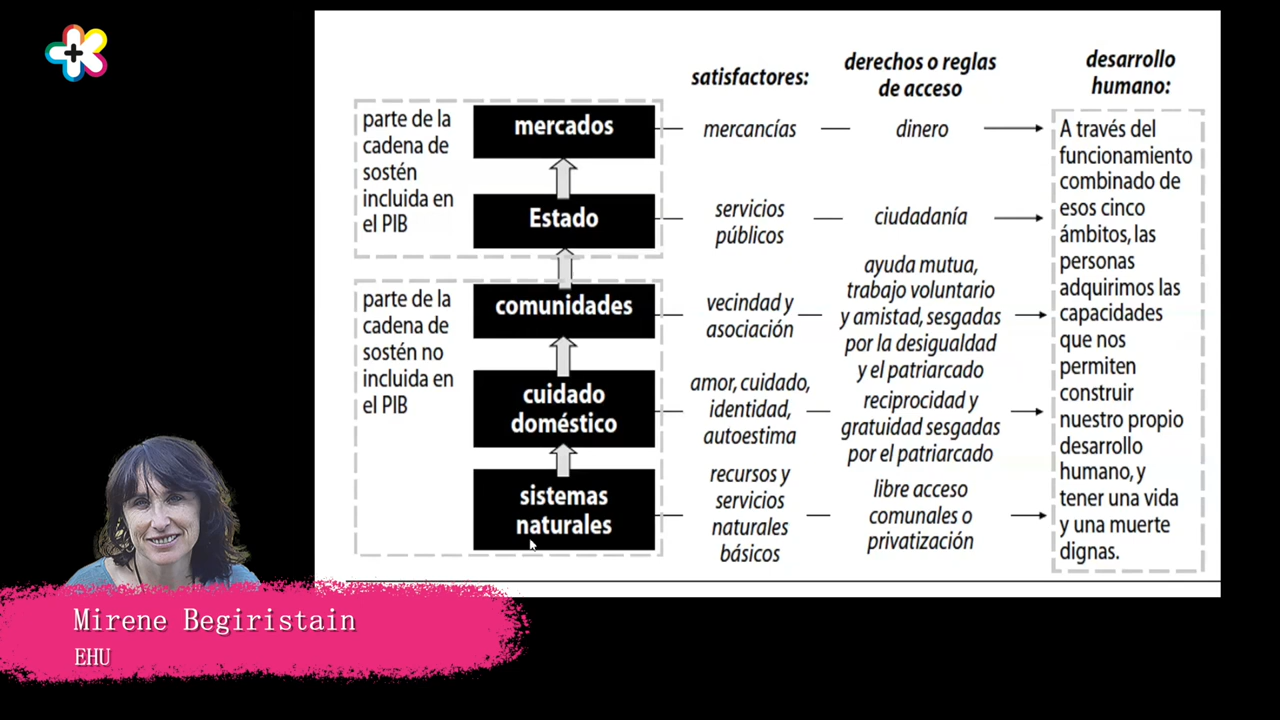 satisfactores:
derechos o reglas
de acceso
desarrollo
humano:
parte de la
cadena de
sostén
incluida en
el PIB
mercados
mercancías
dinero
Estado
servicios
públicos
ciudadanía
parte de la
cadena de
sostén no
incluida en
el PIB
comunidades
vecindad y
asociación
ayuda mutua,
trabajo voluntario
y amistad, sesgadas
por la desigualdad
y el patriarcado
cuidado
doméstico
amor, cuidado,
identidad,
autoestima
reciprocidad y
gratuidad sesgadas
por el patriarcado
sistemas
naturales
recursos y
servicios
naturales
básicos
libre acceso
comunales o
privatización
A través del
funcionamiento
combinado de
esos cinco
ámbitos, las
personas
adquirimos las
capacidades
que nos
permiten
construir
nuestro propio
desarrollo
humano, y
tener una vida
y una muerte
dignas.
Mirene Begiristain
EHU